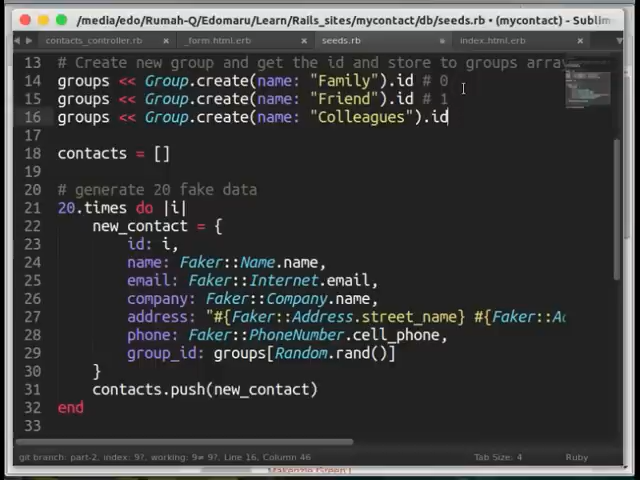 /media/edo/Rumah-Q/Edomaru/Learn/Rails_sites/mycontact/db/seeds.rb • (mycontact) - Sublim
contacts_controller.rb
_form.html.erb
seeds.rb
index.html.erb
13 # Create new group and get the id and store to groups array
14 groups << Group.create(name: "Family").id # 0
15 groups << Group.create(name: "Friend").id # 1
16 groups << Group.create(name: "Colleagues").id
17
18 contacts = []
19
20 # generate 20 fake data
21 20.times do |i|
22 new_contact = {
23 id: i,
24 name: Faker::Name.name,
25 email: Faker::Internet.email,
26 company: Faker::Company.name,
27 address: "#{Faker::Address.street_name} #{Faker::Ad
28 phone: Faker::PhoneNumber.cell_phone,
29 group_id: groups[Random.rand()]
30 }
31 contacts.push(new_contact)
32 end
33
git branch: part-2, index: 9?, working: 9≠ 9?, Line 16, Column 46
Tab Size: 4
Ruby
Makenzie Green